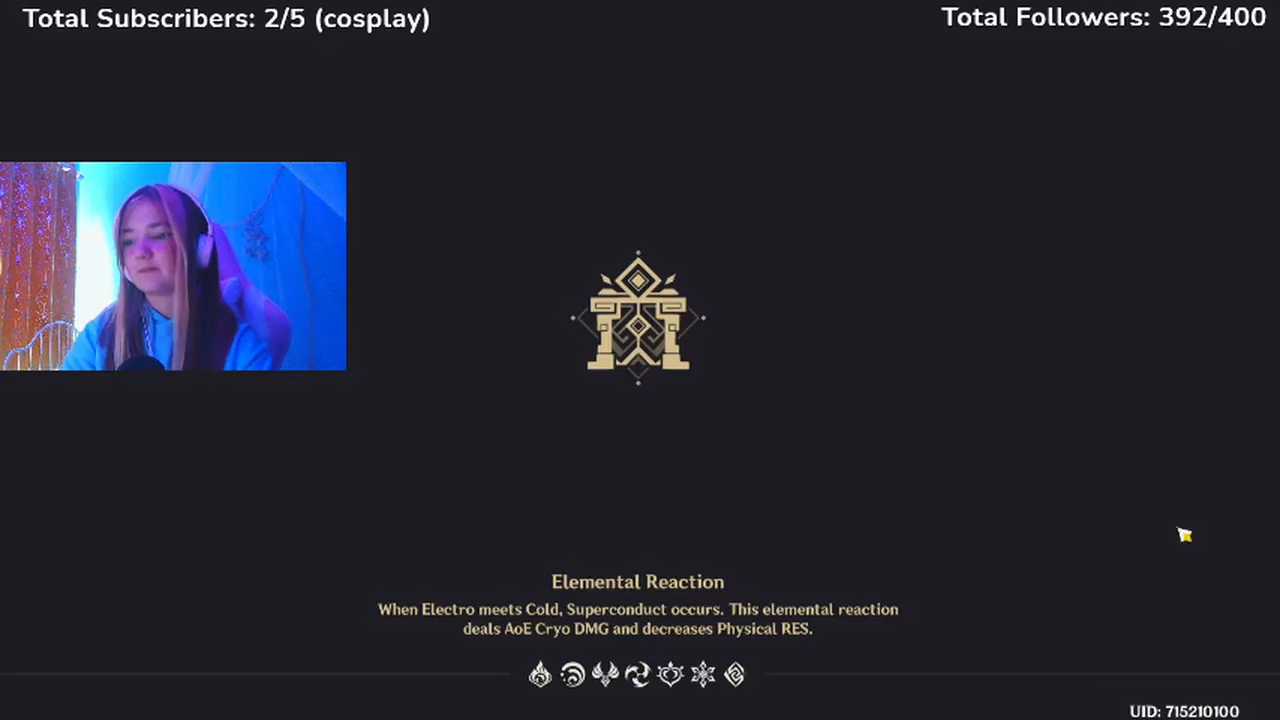 Total Subscribers: 2/5 (cosplay)
Total Followers: 392/400
Elemental Reaction
When Electro meets Cold, Superconduct occurs. This elemental reaction
deals AoE Cryo DMG and decreases Physical RES.
UID: 715210100